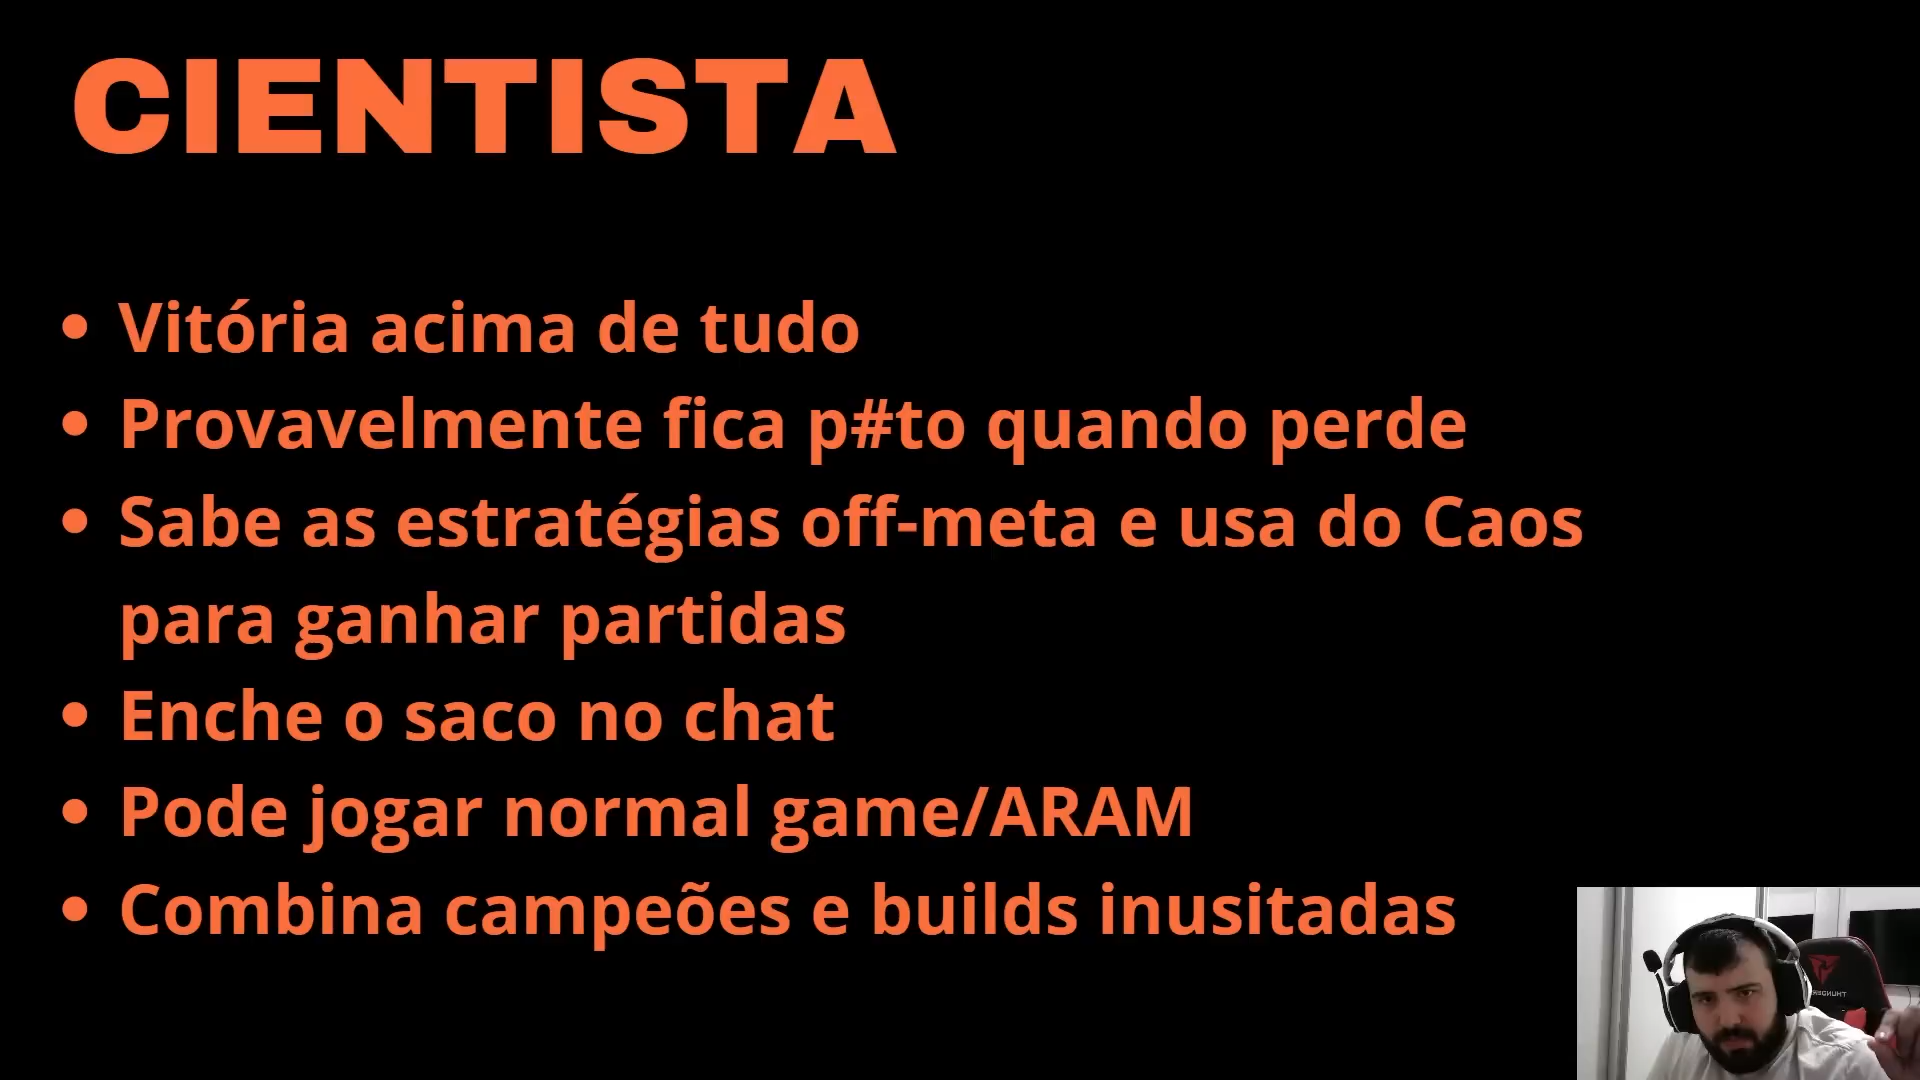 CIENTISTA
• Vitória acima de tudo
• Provavelmente fica p#to quando perde
• Sabe as estratégias off-meta e usa do Caos
para ganhar partidas
• Enche o saco no chat
• Pode jogar normal game/ARAM
• Combina campeões e builds inusitadas